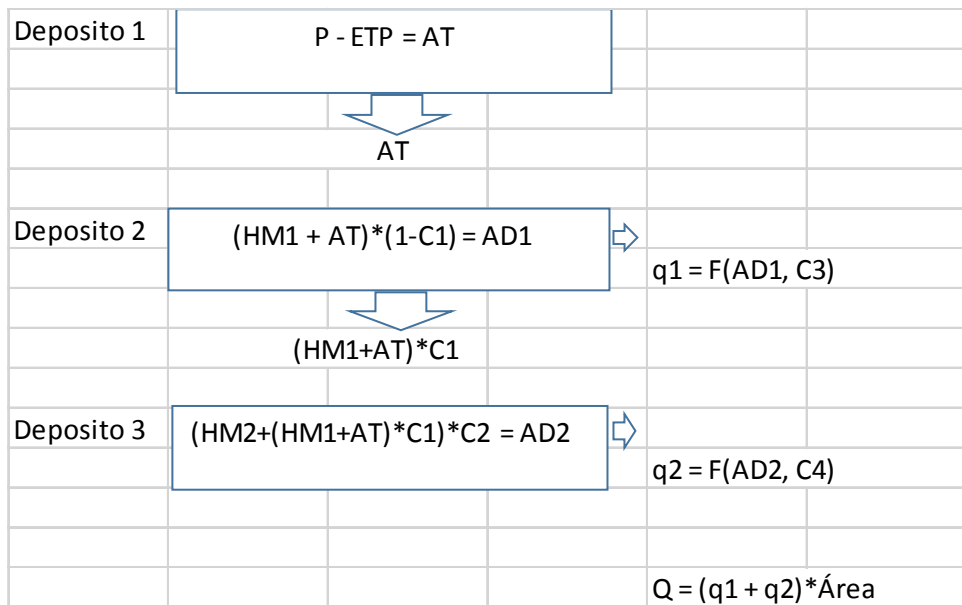 Deposito 1
P - ETP = AT
AT
Deposito 2
(HM1 + AT)*(1-C1) = AD1
q1 = F(AD1, C3)
(HM1+AT)*C1
Deposito 3
(HM2+(HM1+AT)*C1)*C2 = AD2
q2 = F(AD2, C4)
Q = (q1 + q2)*Área